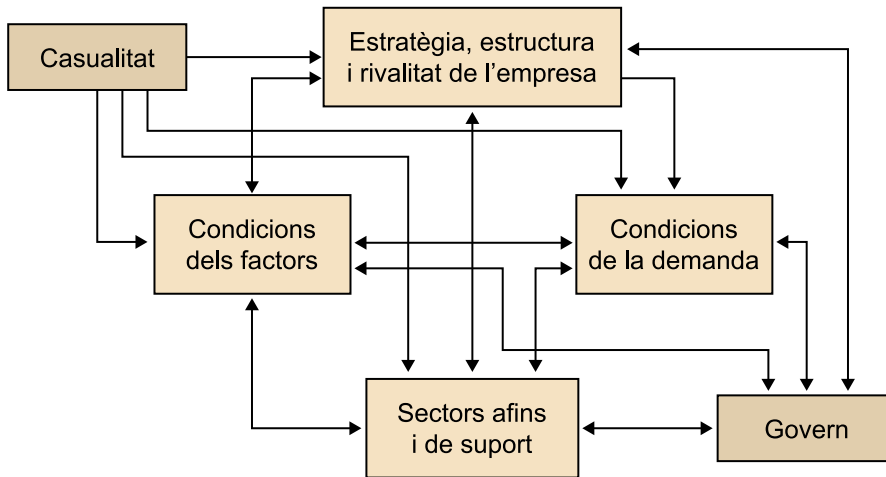 Casualitat
Estratègia, estructura
i rivalitat de l’empresa
Condicions
dels factors
Condicions
de la demanda
Sectors afins
i de suport
Govern